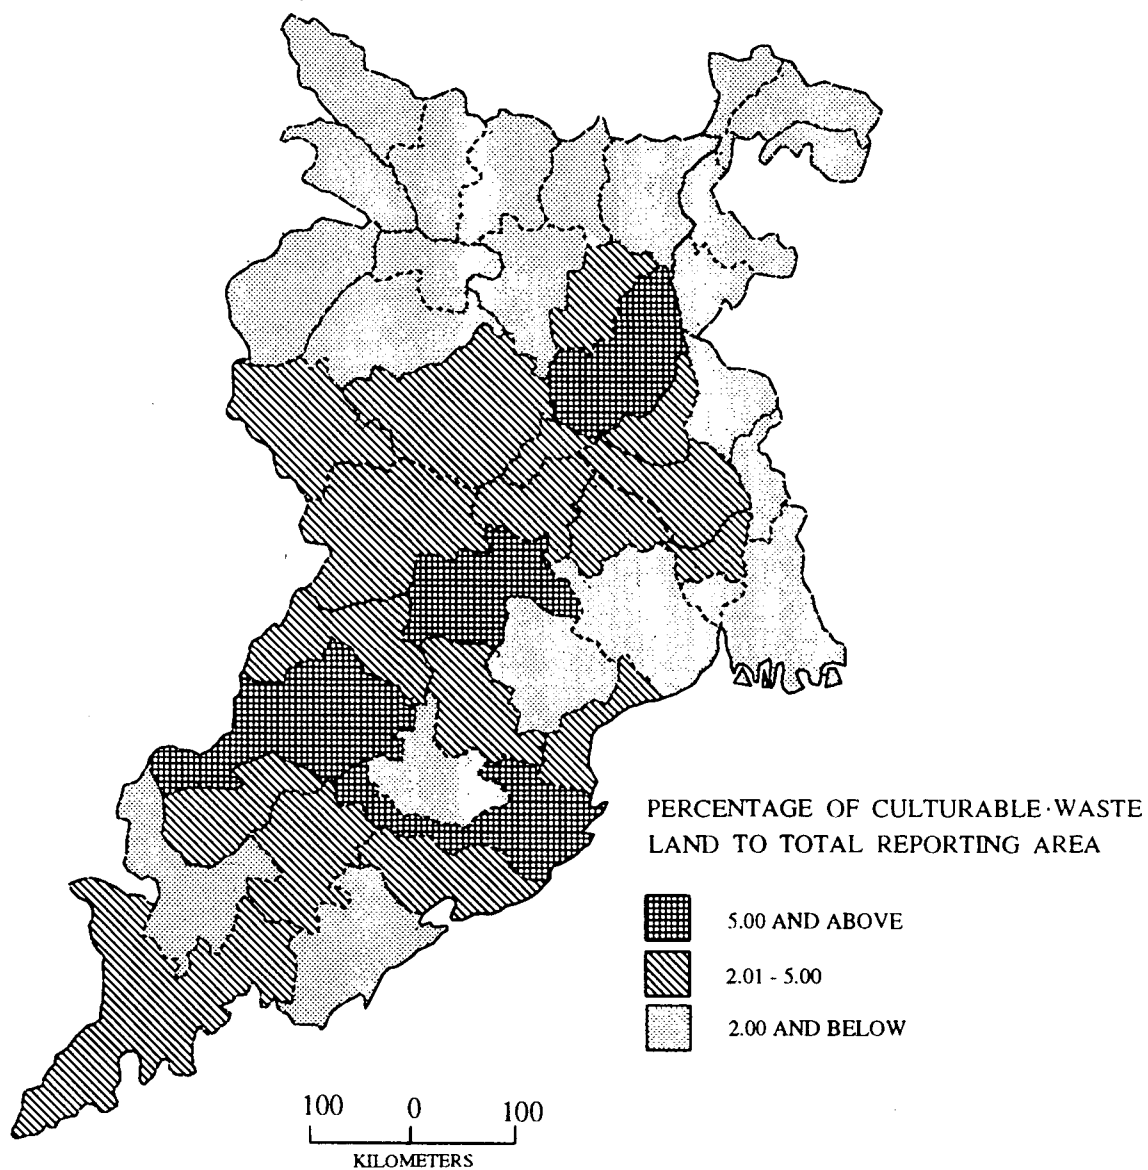 PERCENTAGE OF CULTURABLE·WASTE
LAND TO TOTAL REPORTING AREA
5.00 AND ABOVE
2.01 - 5.00
2.00 AND BELOW
100 0 100
KILOMETERS